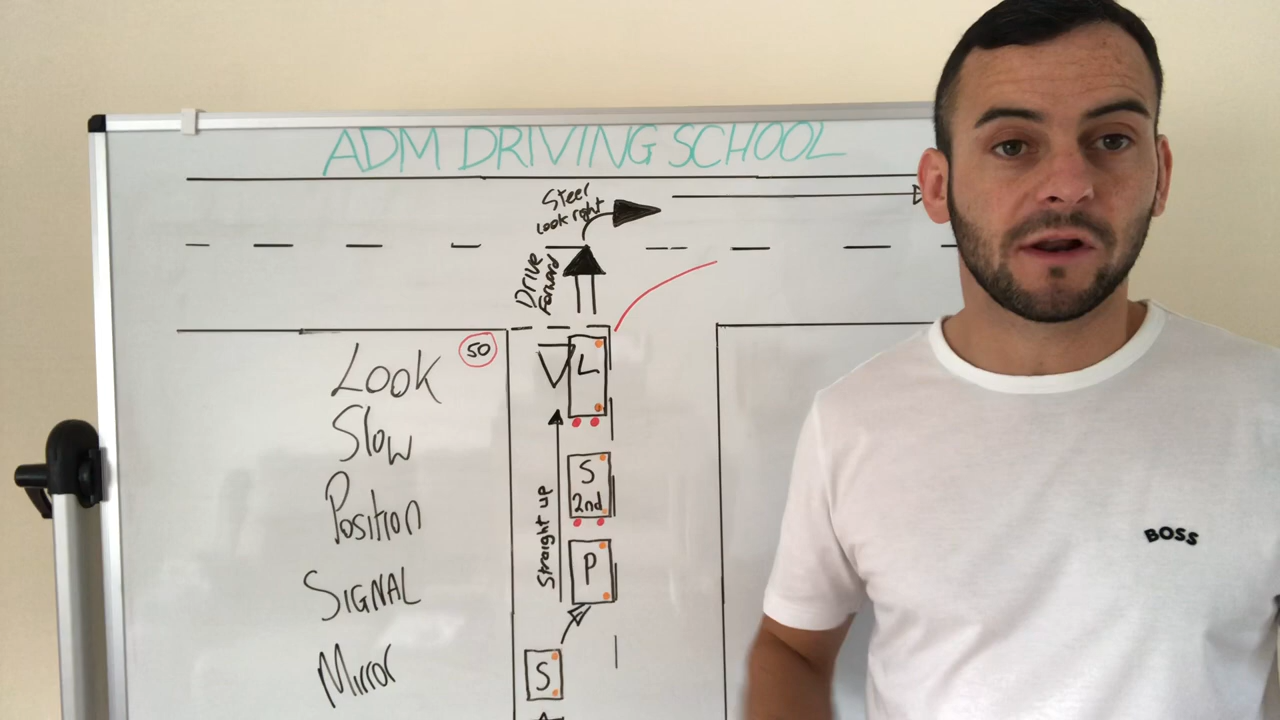 ADM DRIVING SCHOOL
Steer
Look right
Drive
Forward
50
Look
Slow
Position
SIGNAL
Mirror
L
S
2nd
Straight up
P
S
BOSS